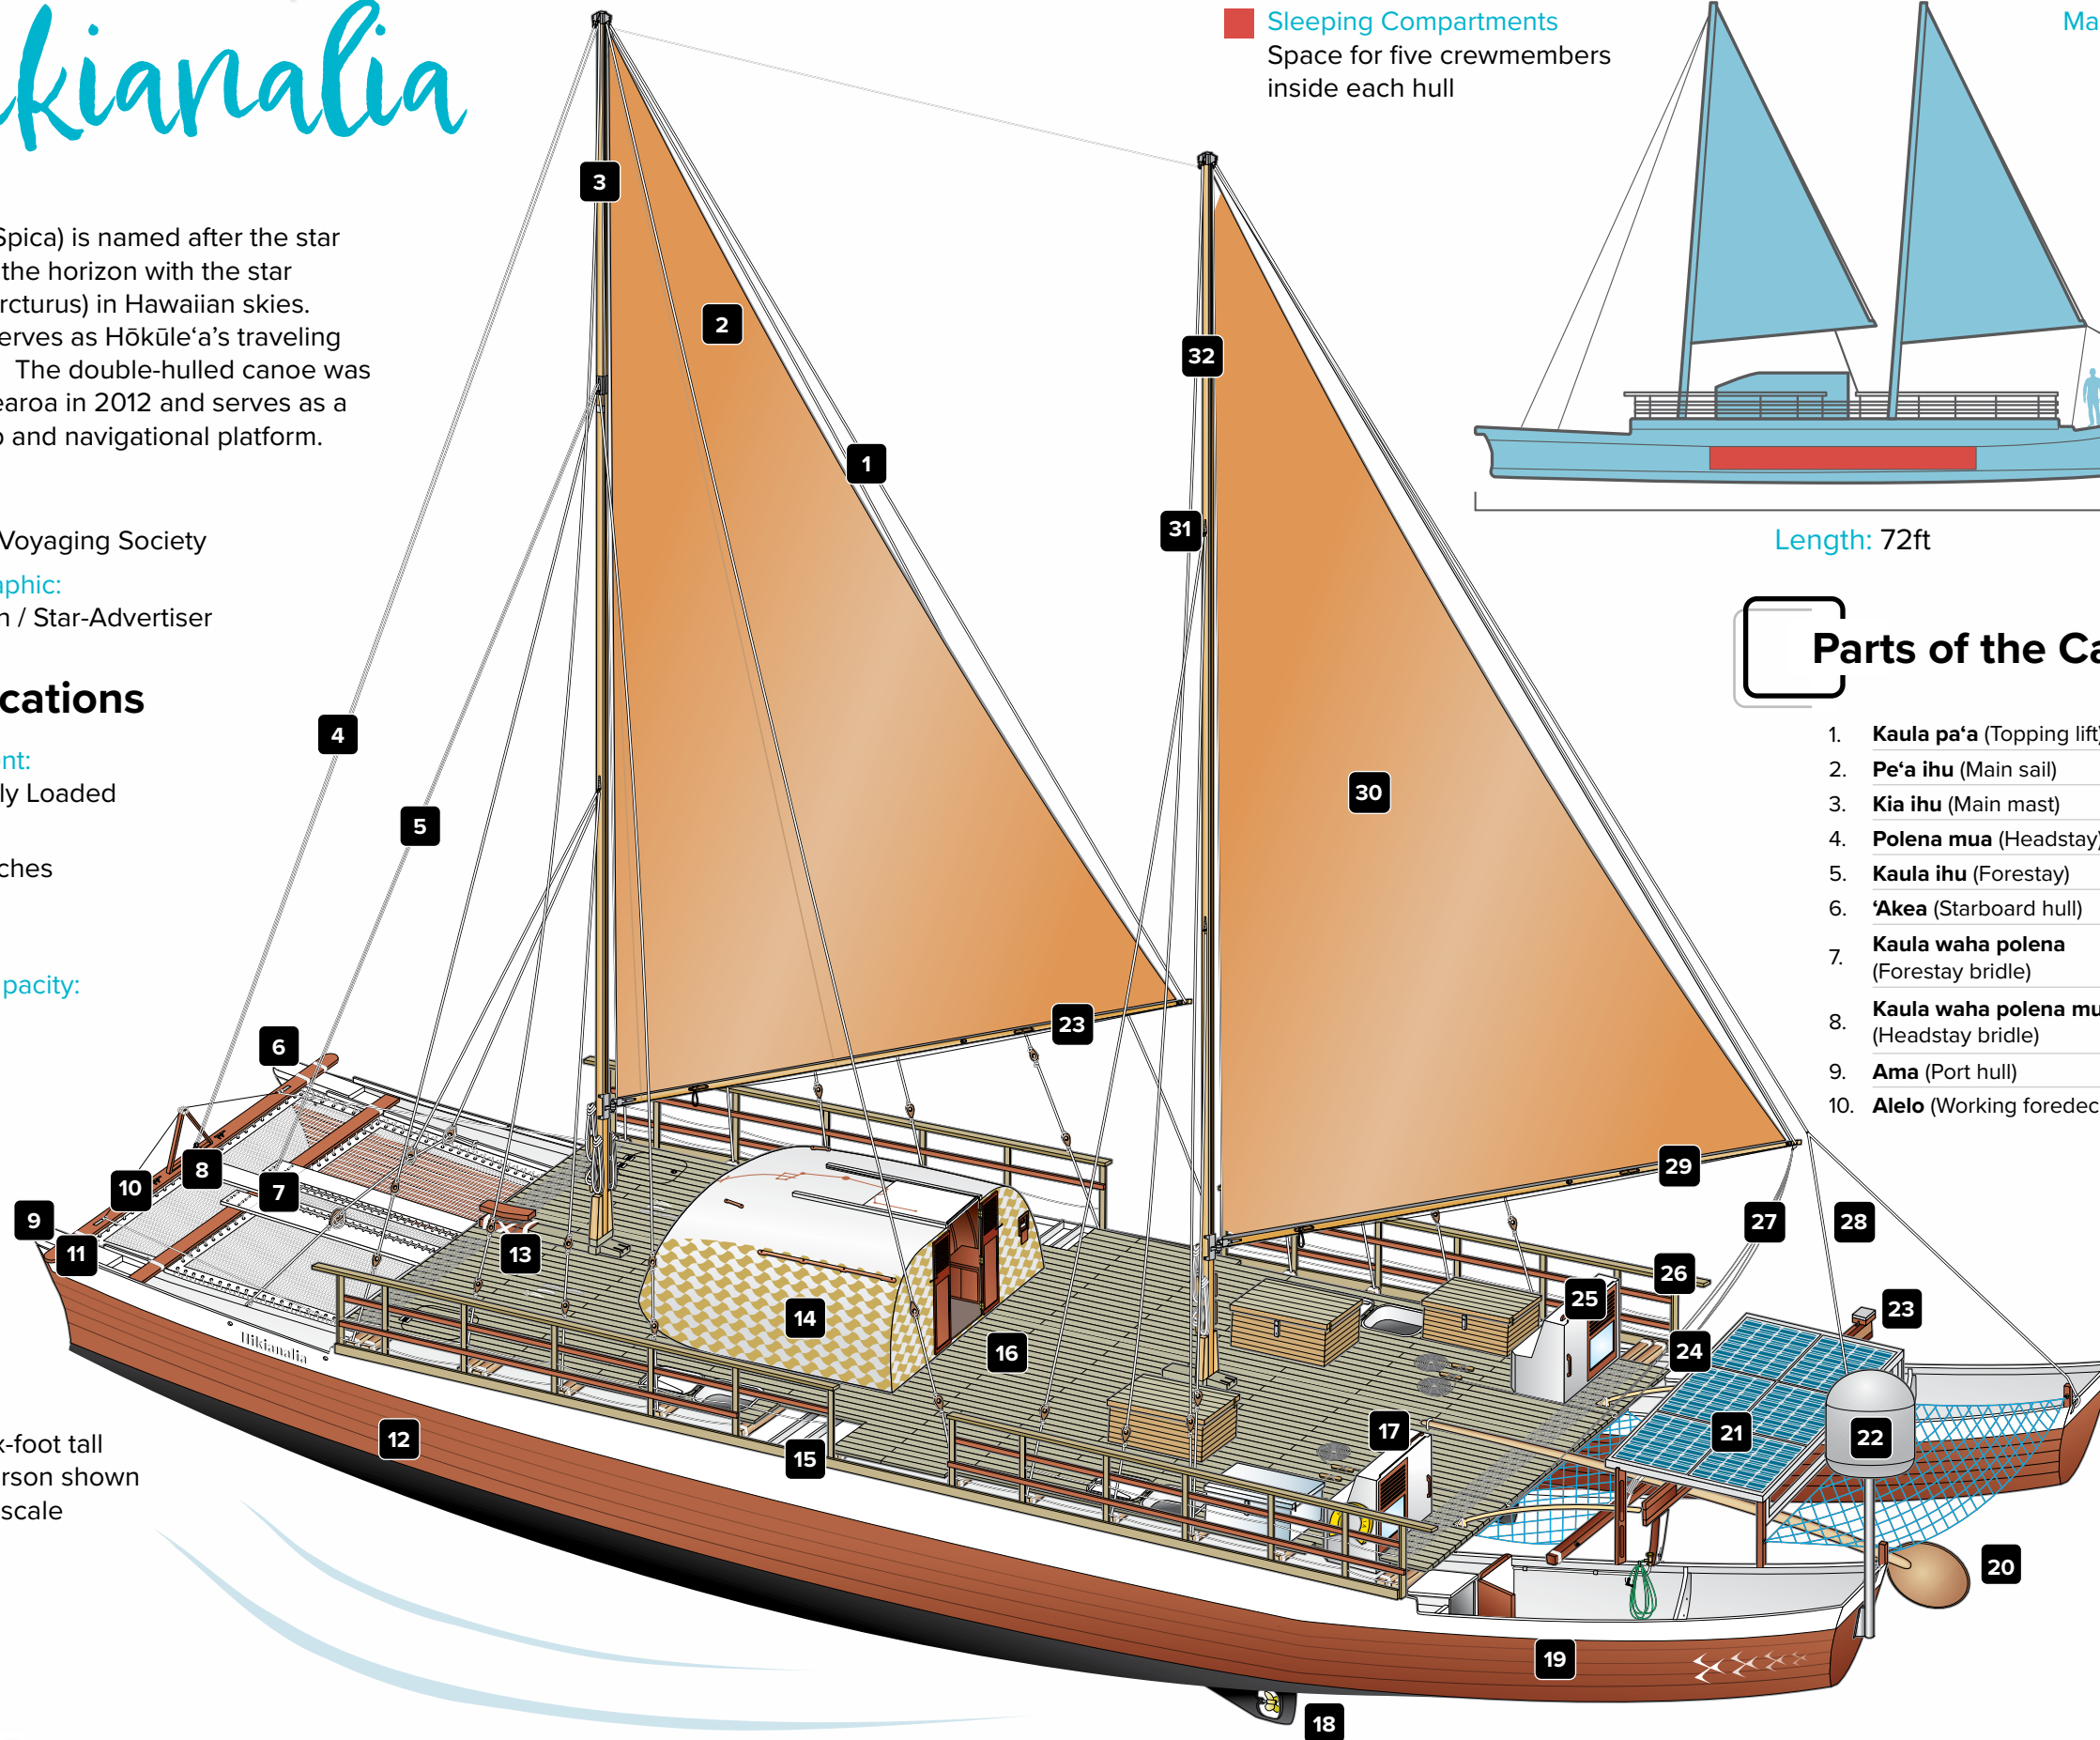 kianalia
Spica) is named after the star
the horizon with the star
rcturus) in Hawaiian skies.
erves as Hōkūleʻa’s traveling
The double-hulled canoe was
earoa in 2012 and serves as a
and navigational platform.
Voyaging Society
aphic:
n / Star-Advertiser
cations
nt:
ly Loaded
ches
pacity:
x-foot tall
erson shown
scale
Sleeping Compartments
Space for five crewmembers
inside each hull
Ma
Length: 72ft
Parts of the Ca
1. Kaula paʻa (Topping lift)
2. Peʻa ihu (Main sail)
3. Kia ihu (Main mast)
4. Polena mua (Headstay)
5. Kaula ihu (Forestay)
6. ʻAkea (Starboard hull)
7. Kaula waha polena
(Forestay bridle)
8. Kaula waha polena mu
(Headstay bridle)
9. Ama (Port hull)
10. Alelo (Working foredec
3
2
32
1
31
4
30
5
23
6
29
8
10
7
27
28
9
11
13
26
25
23
14
16
24
17
12
21
22
15
20
19
18
Hikianalia